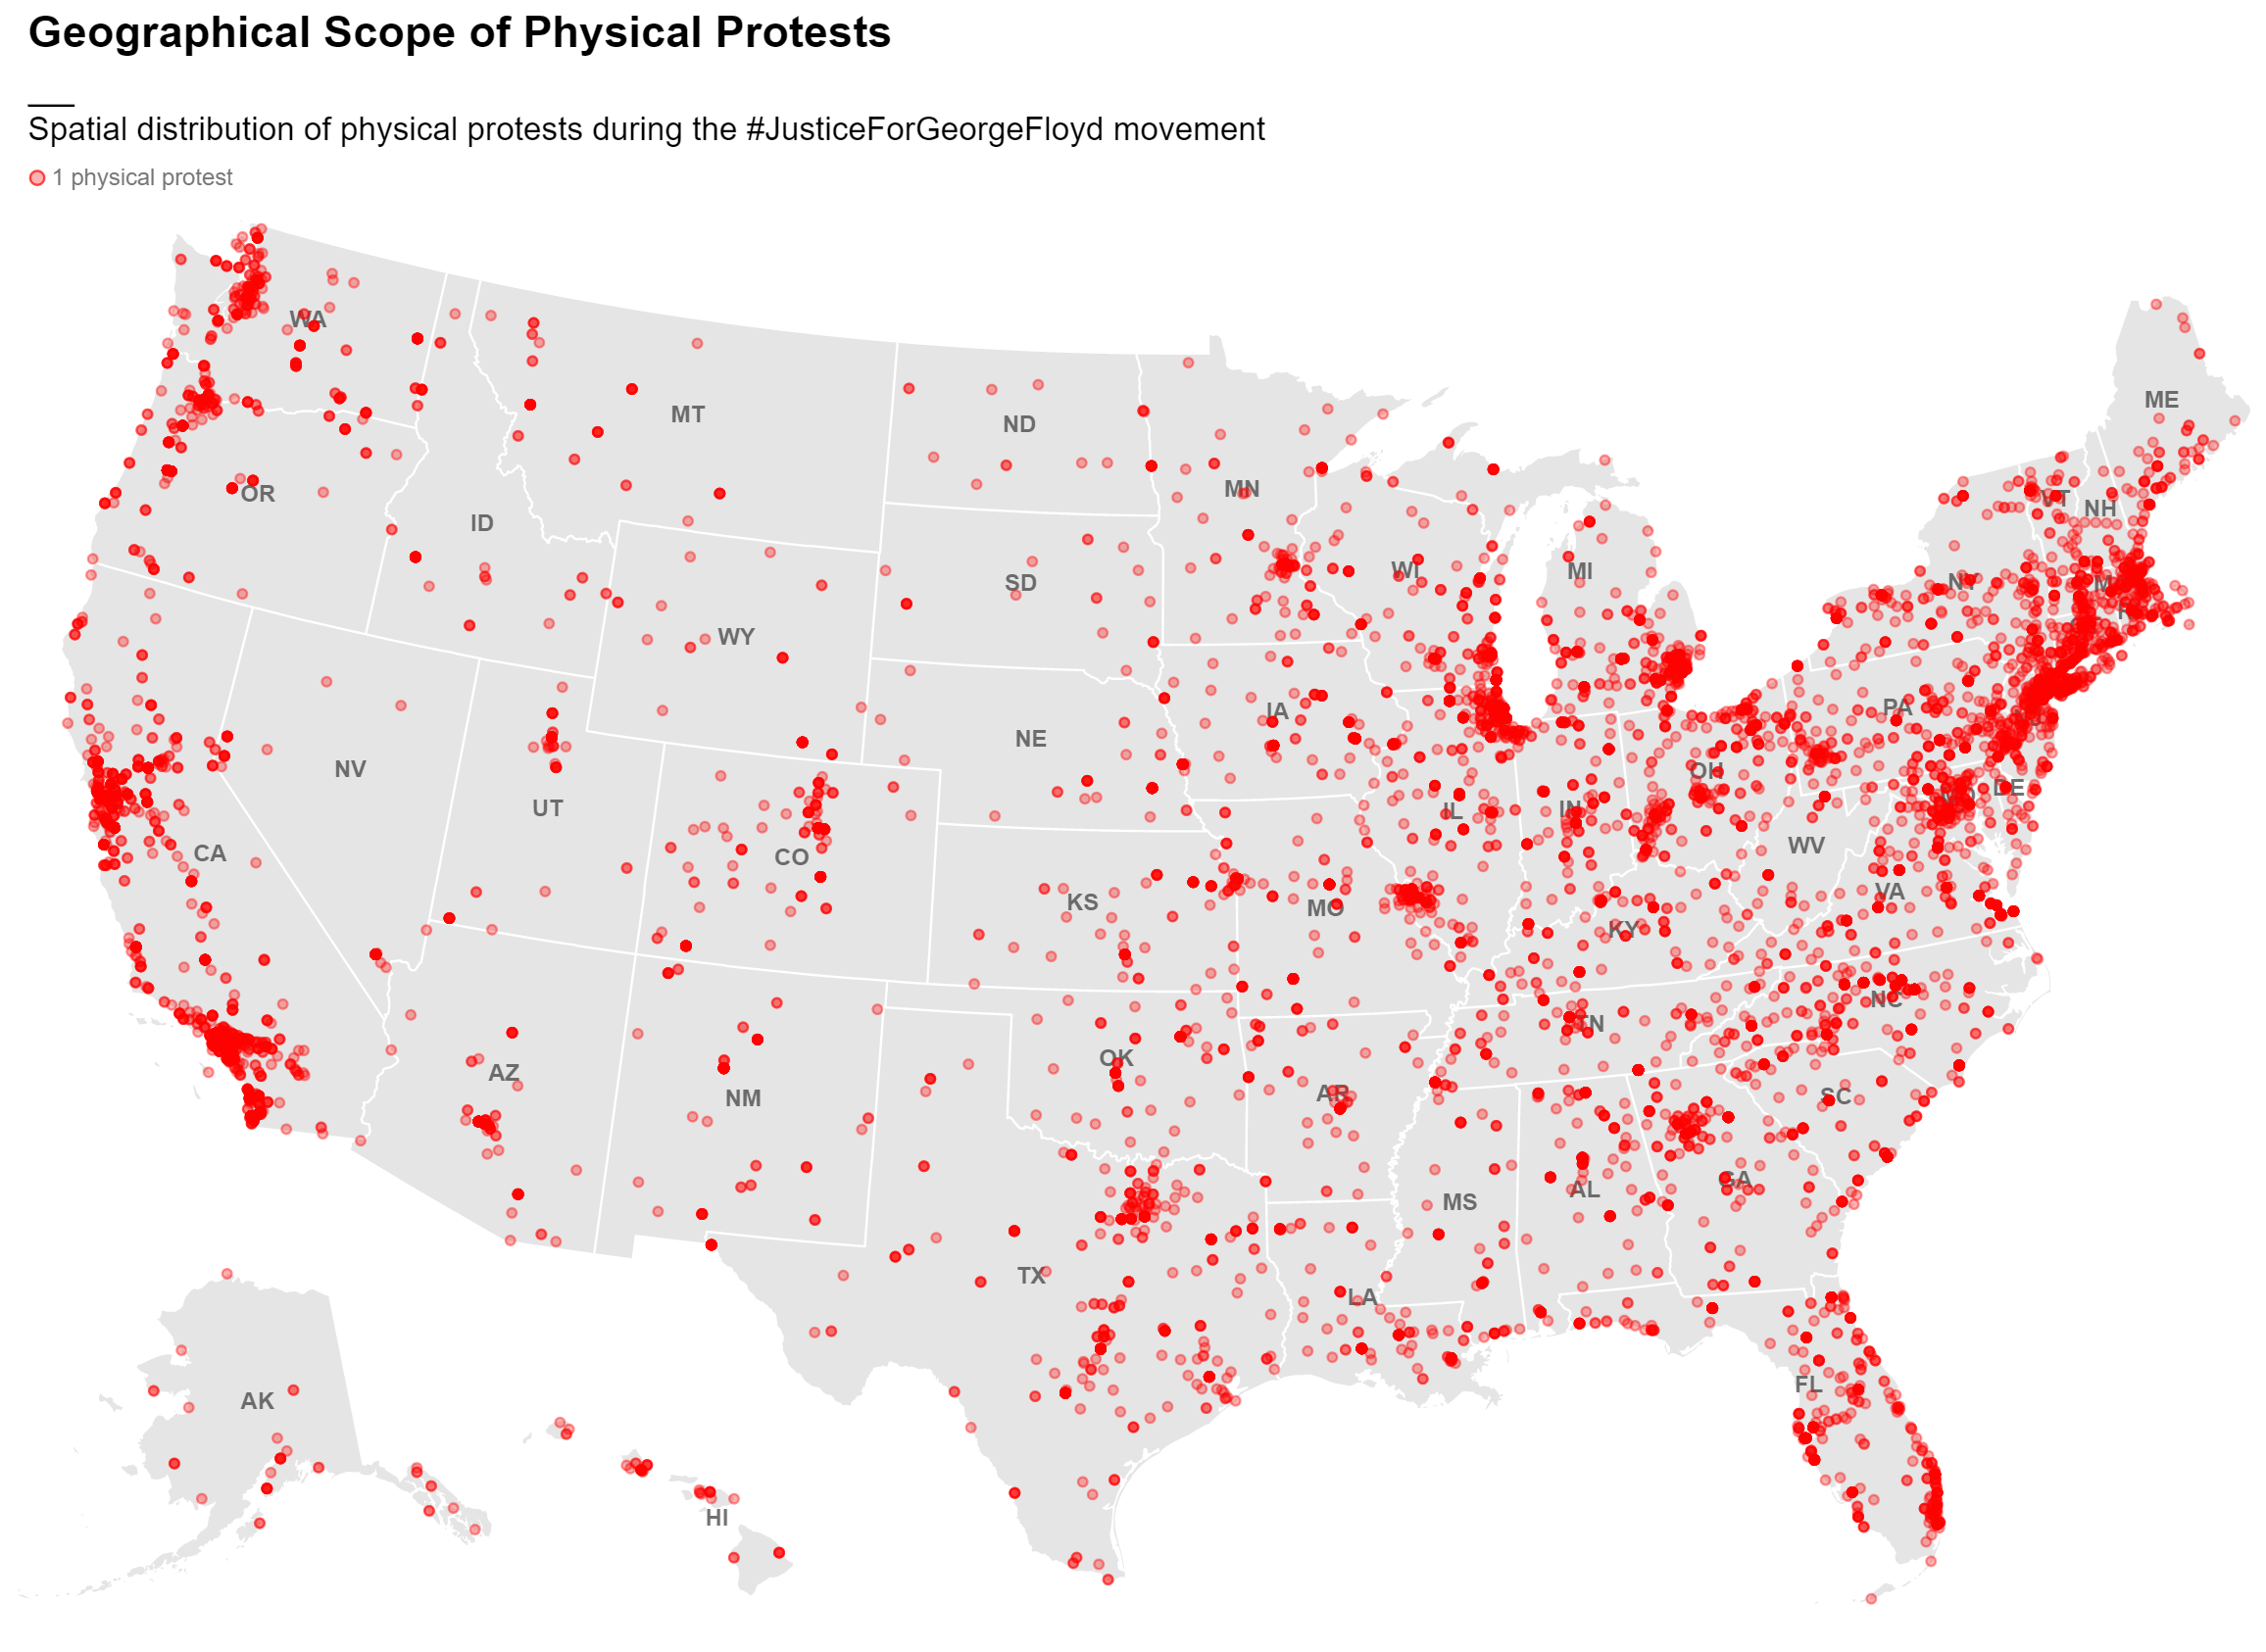 Geographical Scope of Physical Protests
Spatial distribution of physical protests during the #JusticeForGeorgeFloyd movement
1 physical protest
WA
MT
ND
MN
ME
OR
ID
SD
WI
MI
NY
VT
NH
WY
IA
NE
PA
NV
UT
CO
IL
IN
OH
DE
CA
KS
MO
KY
WV
VA
AZ
NM
OK
AR
TN
NC
SC
TX
LA
MS
AL
GA
FL
AK
HI